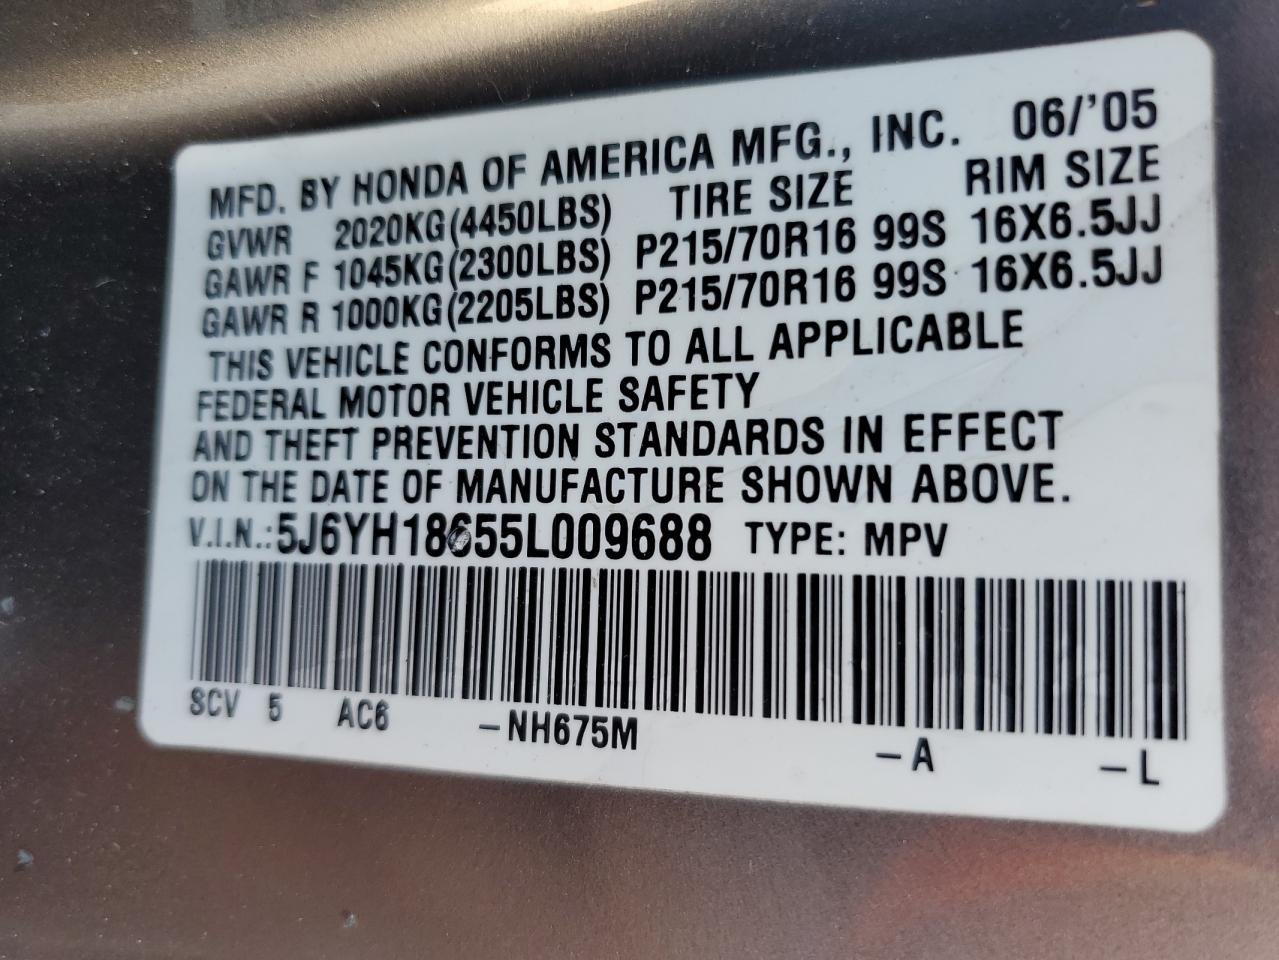 MFD. BY HONDA OF AMERICA MFG., INC. 06/'05
GVWR 2020KG(4450LBS) TIRE SIZE RIM SIZE
GAWR F 1045KG(2300LBS) P215/70R16 99S 16X6.5JJ
GAWR R 1000KG(2205LBS) P215/70R16 99S 16X6.5JJ
THIS VEHICLE CONFORMS TO ALL APPLICABLE
FEDERAL MOTOR VEHICLE SAFETY
AND THEFT PREVENTION STANDARDS IN EFFECT
ON THE DATE OF MANUFACTURE SHOWN ABOVE.
V.I.N.: 5J6YH18655L009688 TYPE: MPV
SCV 5 AC6 -NH675M -A -L